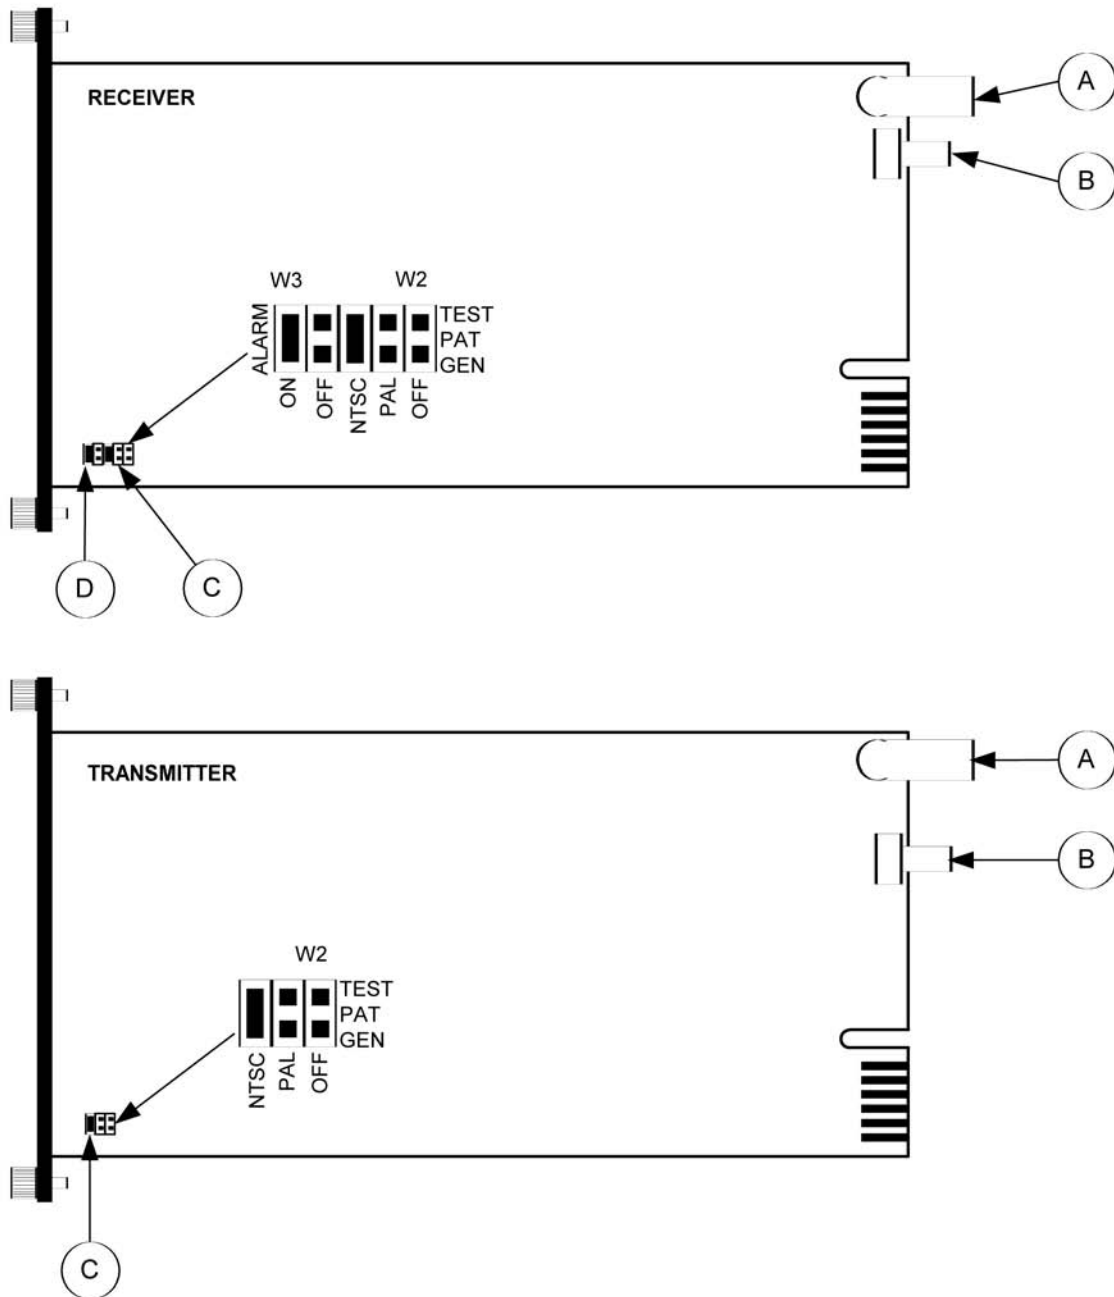 RECEIVER
A
B
W3 W2
ALARM
TEST
PAT
GEN
ON
OFF
NTSC
PAL
OFF
D
C
TRANSMITTER
A
B
W2
TEST
PAT
GEN
NTSC
PAL
OFF
C